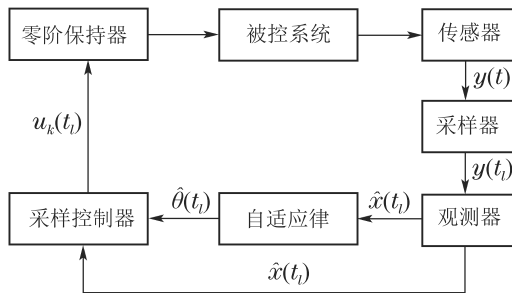 零阶保持器
被控系统
传感器
y(t)
采样器
u_k(t_l)
y(t_l)
采样控制器
θ̂(t_l)
自适应律
x̂(t_l)
观测器
x̂(t_l)